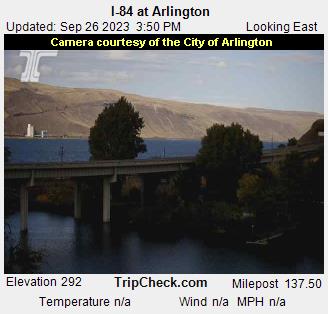 I-84 at Arlington
Updated: Sep 26 2023 3:50 PM Looking East
Camera courtesy of the City of Arlington
Elevation 292 TripCheck.com Milepost 137.50
Temperature n/a Wind n/a MPH n/a